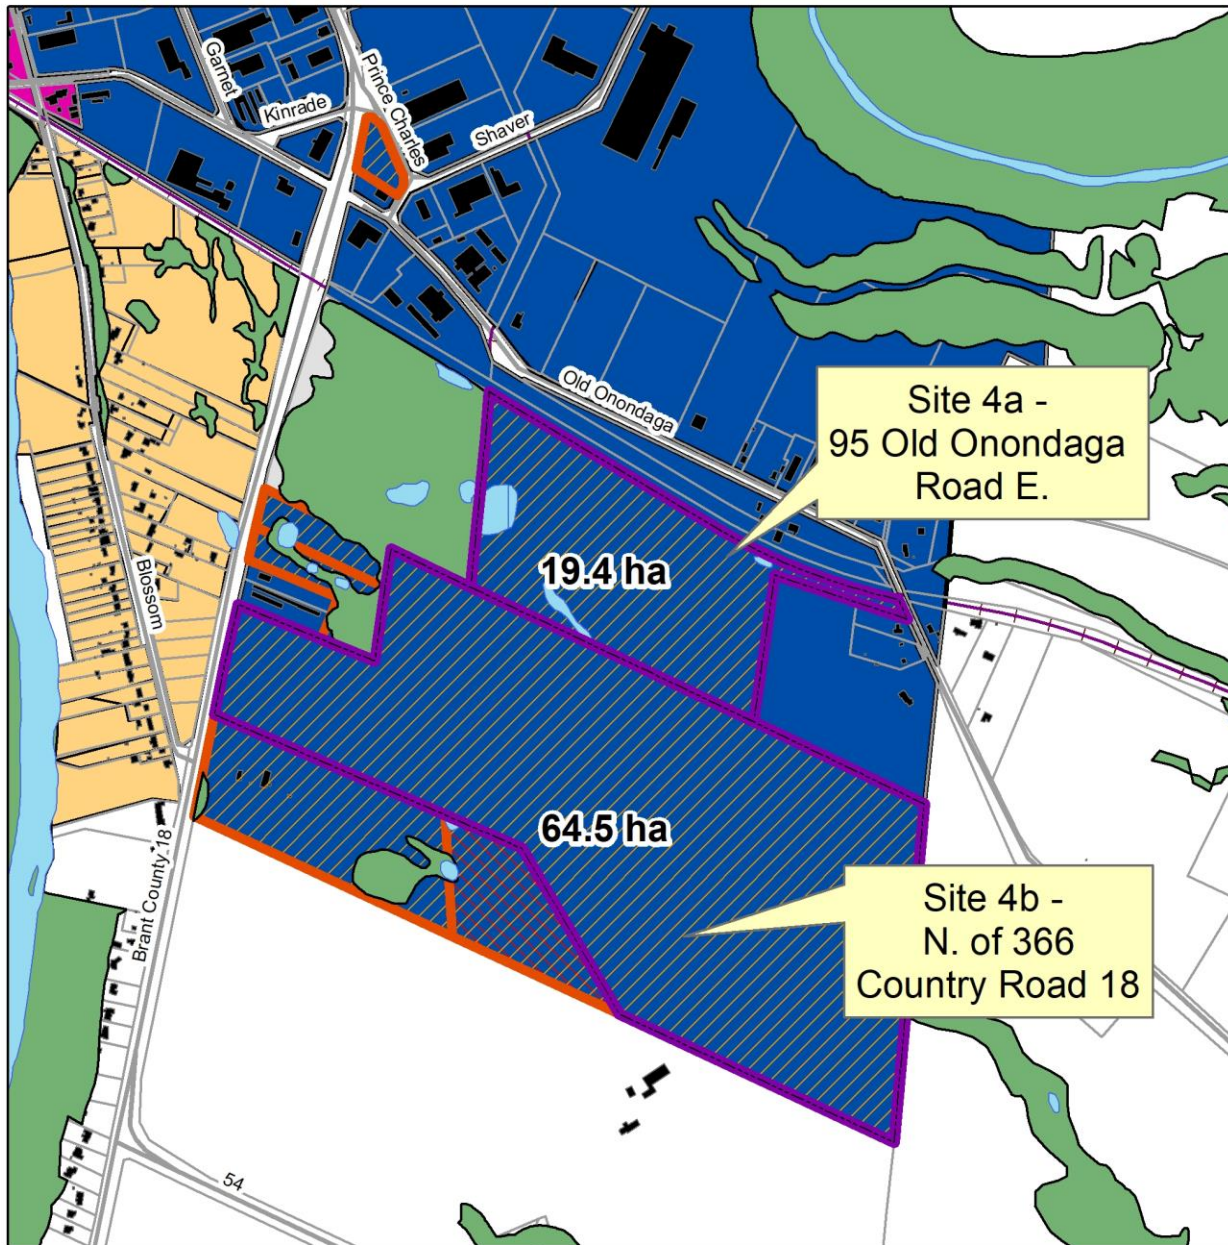 Garnet
Kinrade
Prince Charles
Shaver
Old Onondaga
Site 4a -
95 Old Onondaga
Road E.
19.4 ha
Blossom
64.5 ha
Brant County 18
Site 4b -
N. of 366
Country Road 18
54